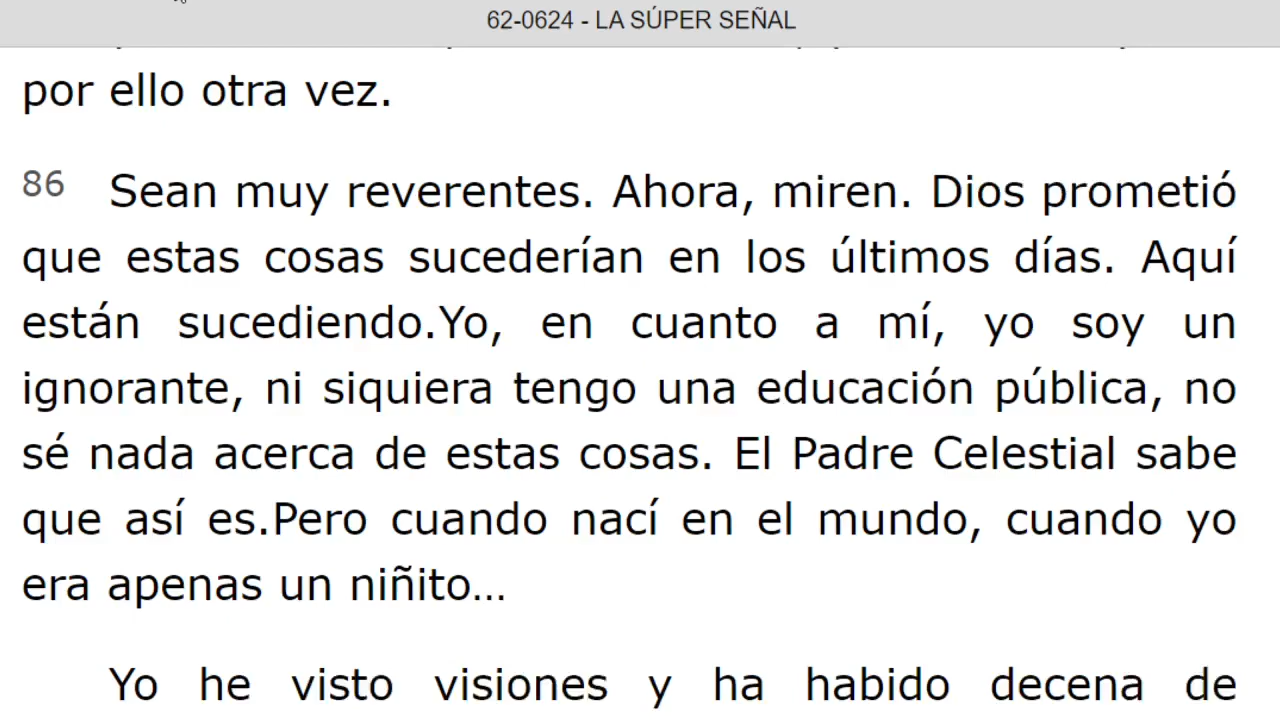 62-0624 - LA SÚPER SEÑAL
por ello otra vez.
86 Sean muy reverentes. Ahora, miren. Dios prometió
que estas cosas sucederían en los últimos días. Aquí
están sucediendo.Yo, en cuanto a mí, yo soy un
ignorante, ni siquiera tengo una educación pública, no
sé nada acerca de estas cosas. El Padre Celestial sabe
que así es.Pero cuando nací en el mundo, cuando yo
era apenas un niñito…
Yo he visto visiones y ha habido decena de